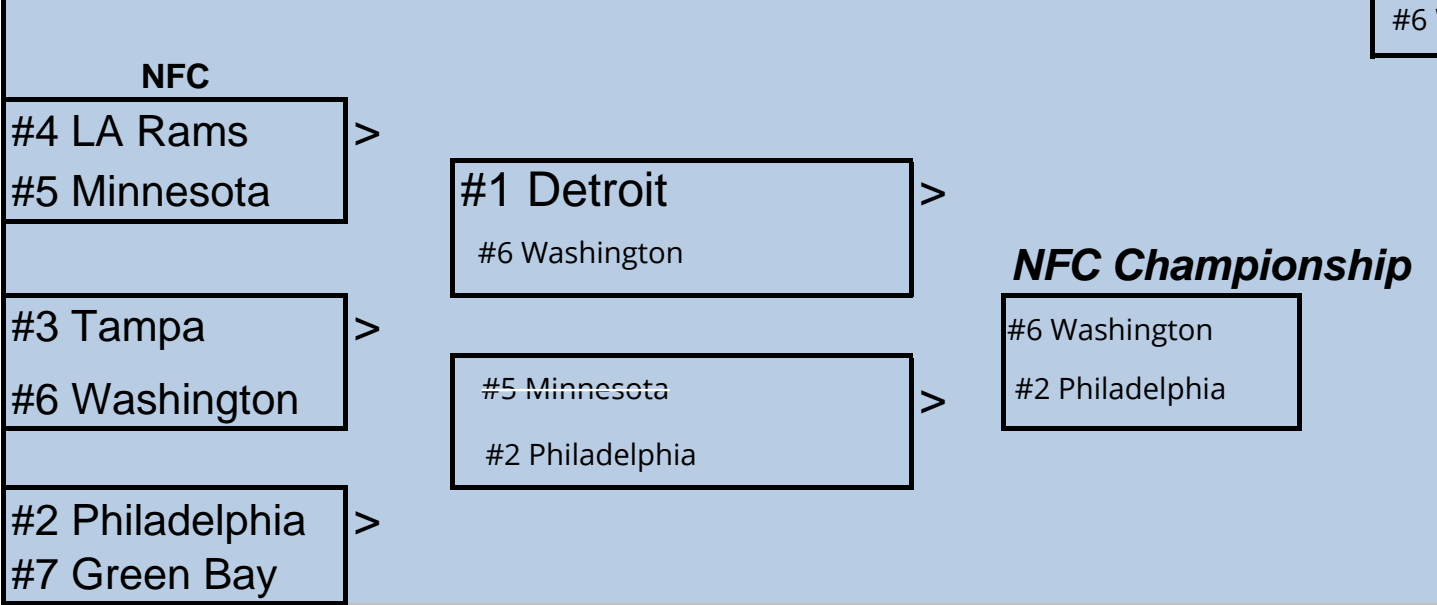 #6
NFC
#4 LA Rams >
#5 Minnesota
#1 Detroit >
#6 Washington
NFC Championship
#3 Tampa >
#6 Washington
#6 Washington
#2 Philadelphia
#5 Minnesota >
#2 Philadelphia
#2 Philadelphia >
#7 Green Bay